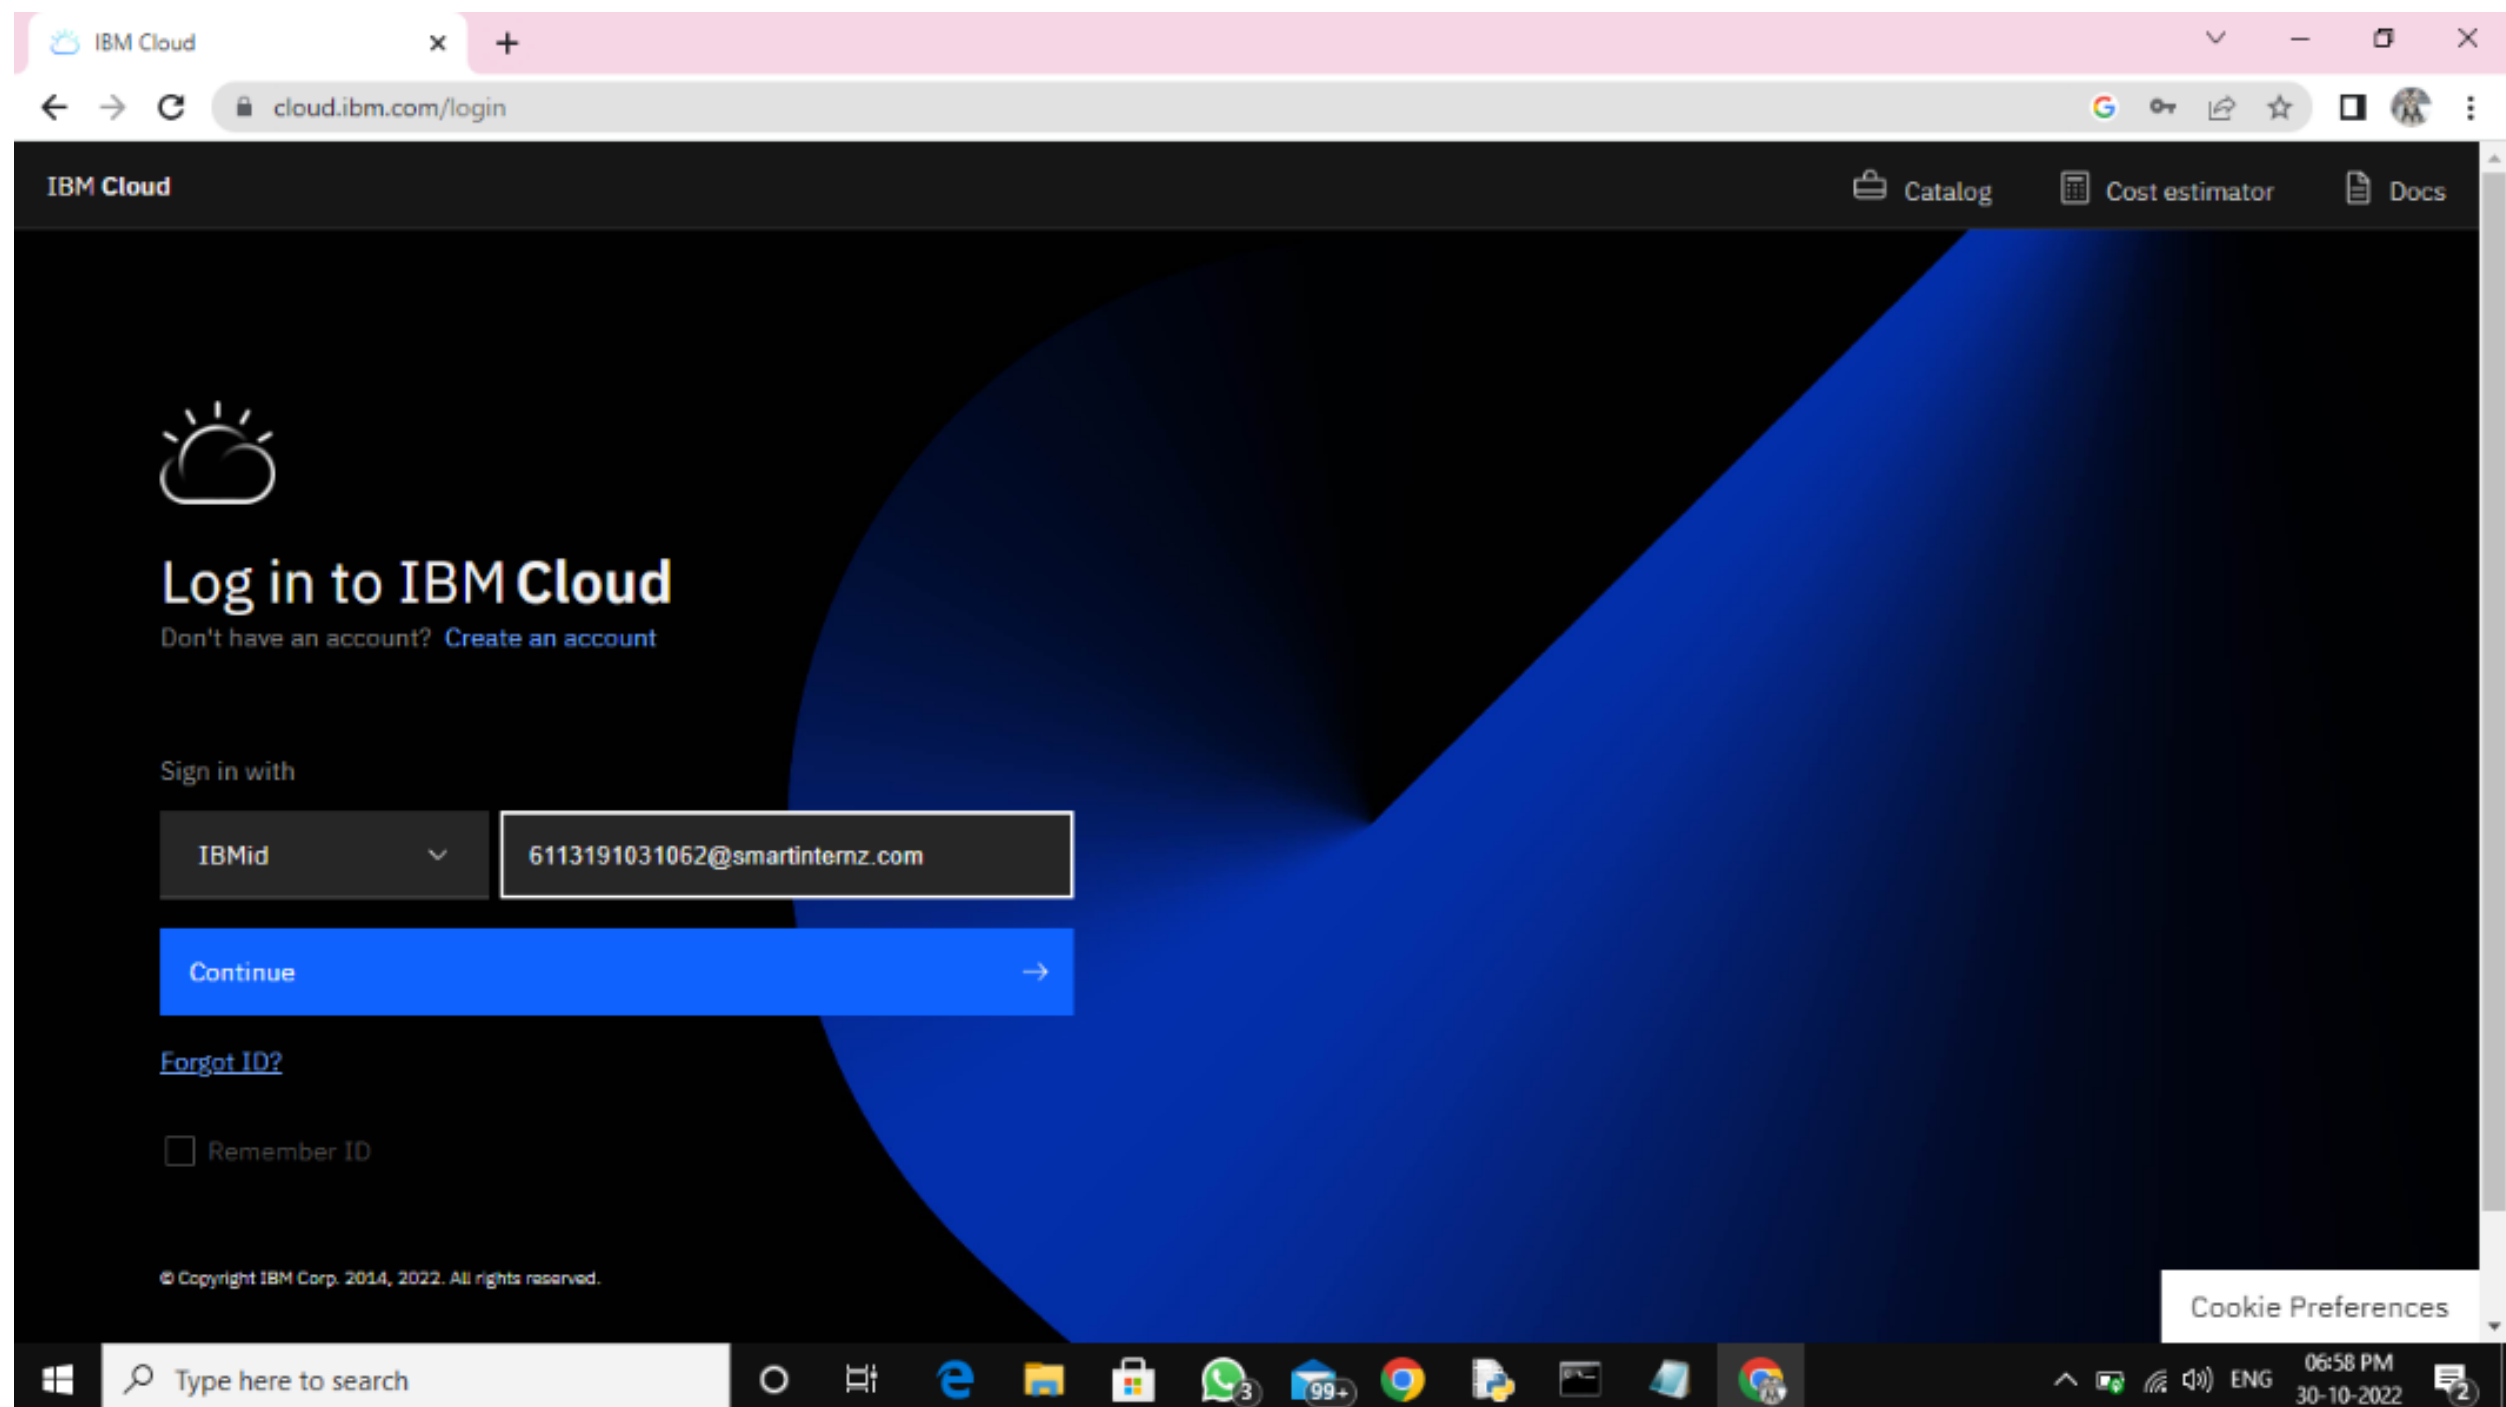 IBM Cloud
cloud.ibm.com/login
IBM Cloud
Catalog
Cost estimator
Docs
Log in to IBM Cloud
Don't have an account? Create an account
Sign in with
IBMid
6113191031062@smartinternz.com
Continue
Forgot ID?
Remember ID
© Copyright IBM Corp. 2014, 2022. All rights reserved.
Cookie Preferences
Type here to search
3
99+
ENG
06:58 PM
30-10-2022
2